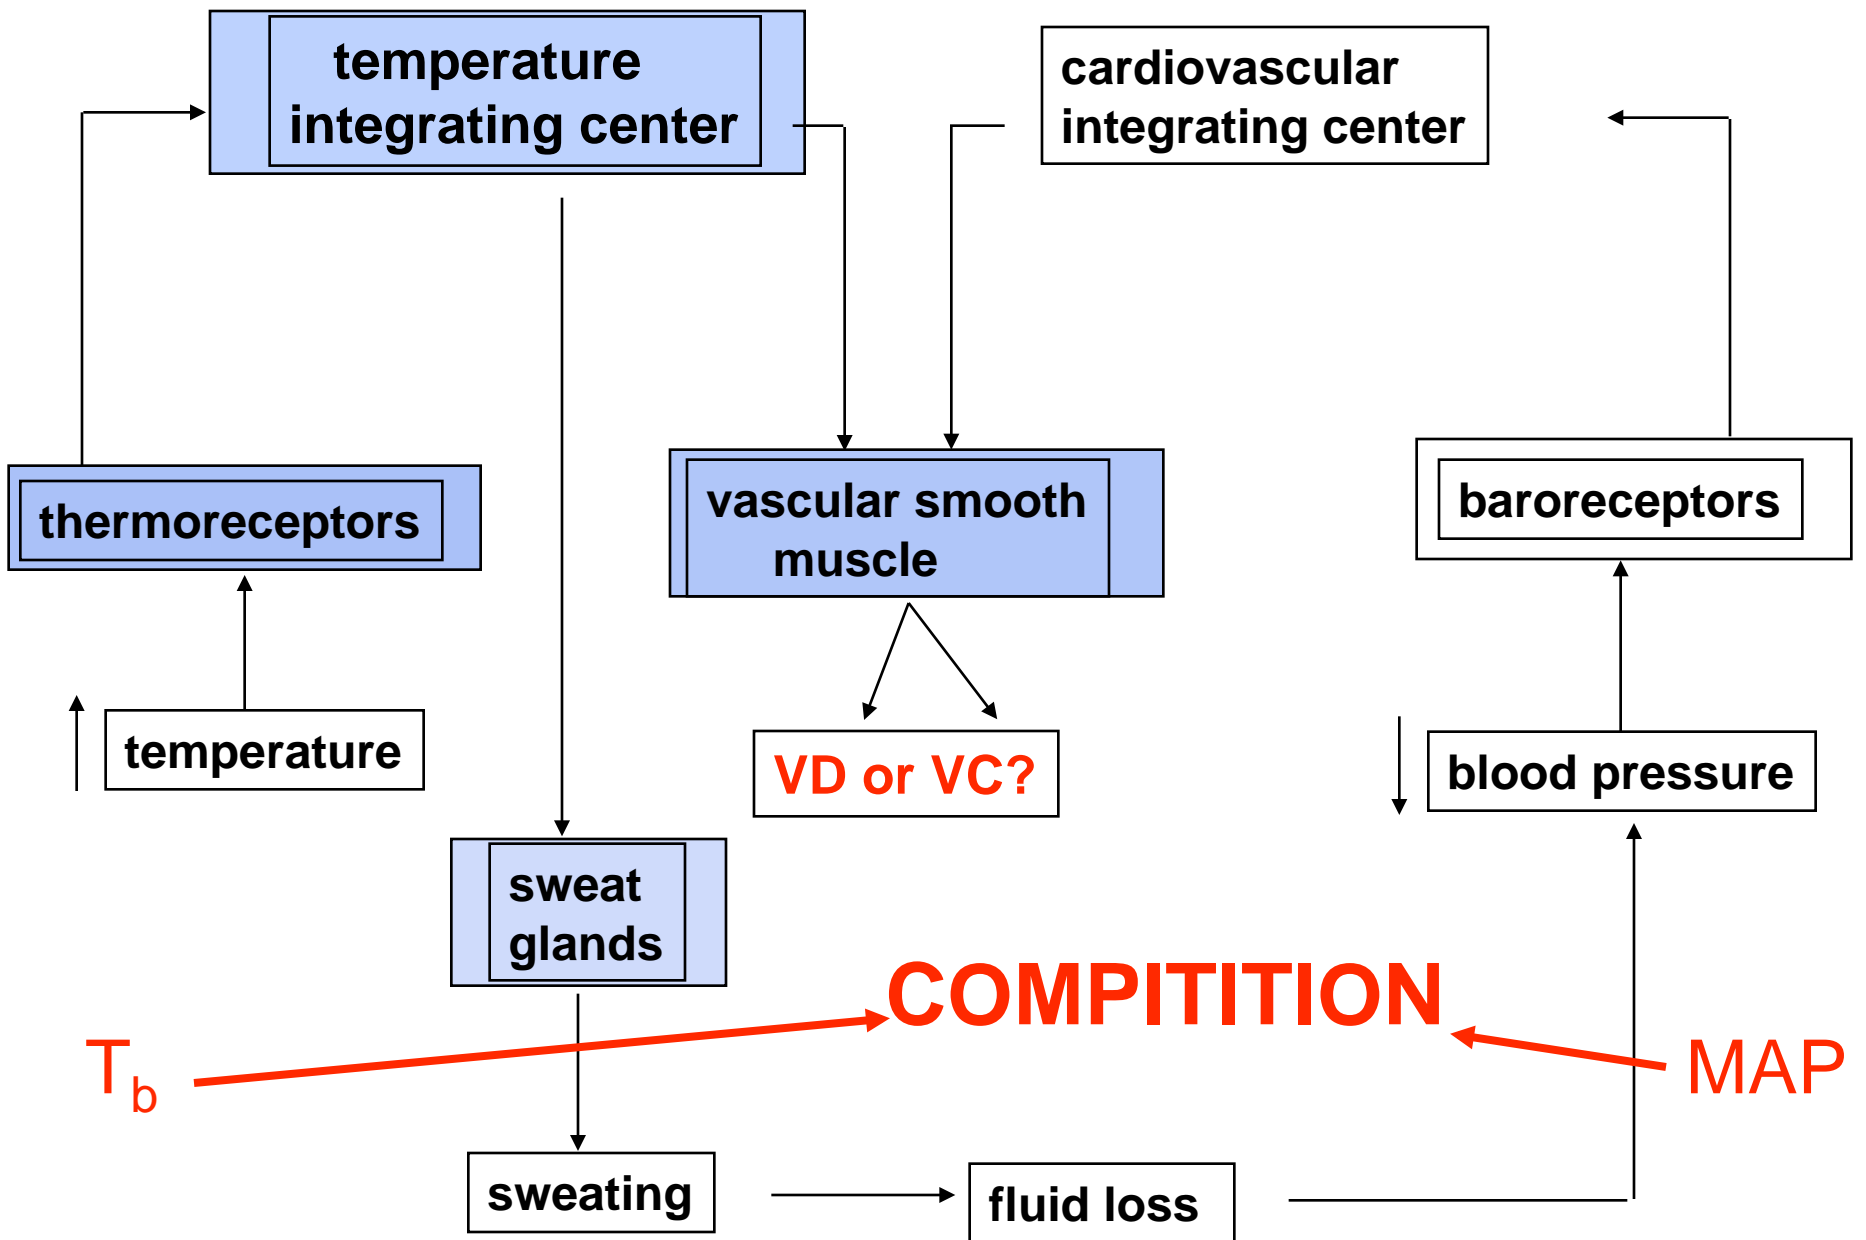 temperature
integrating center
cardiovascular
integrating center
thermoreceptors
vascular smooth
muscle
baroreceptors
temperature
VD or VC?
blood pressure
sweat
glands
COMPITITION
Tb
MAP
sweating
fluid loss